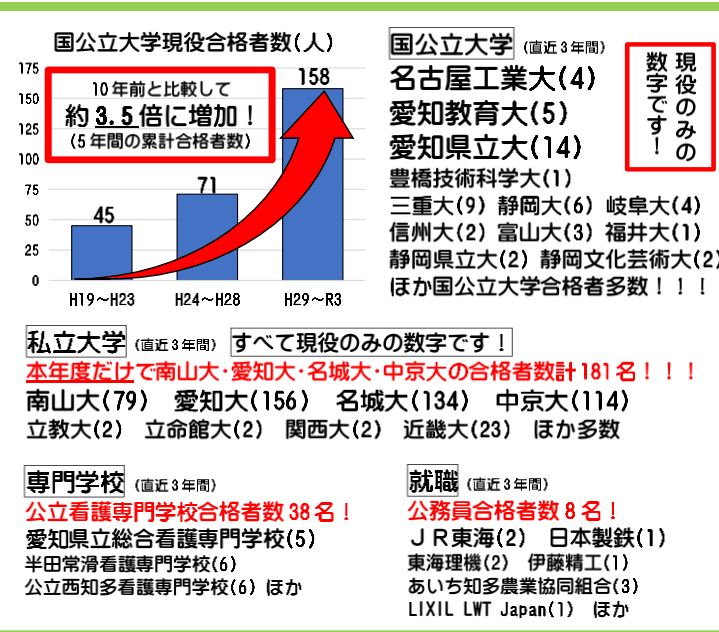 国公立大学現役合格者数(人)
175
150
125
100
75
50
25
0
10年前と比較して
約3.5倍に増加！
(5年間の累計合格者数)
45
71
158
H19～H23
H24～H28
H29～R3
国公立大学 (直近3年間)
名古屋工業大(4)
愛知教育大(5)
愛知県立大(14)
豊橋技術科学大(1)
三重大(9) 静岡大(6) 岐阜大(4)
信州大(2) 富山大(3) 福井大(1)
静岡県立大(2) 静岡文化芸術大(2)
ほか国公立大学合格者多数！！！
現役のみの
数字です！
私立大学 (直近3年間) すべて現役のみの数字です！
本年度だけで南山大・愛知大・名城大・中京大の合格者数計181名！！！
南山大(79) 愛知大(156) 名城大(134) 中京大(114)
立教大(2) 立命館大(2) 関西大(2) 近畿大(23) ほか多数
専門学校 (直近3年間)
公立看護専門学校合格者数38名！
愛知県立総合看護専門学校(5)
半田常滑看護専門学校(6)
公立西知多看護専門学校(6) ほか
就職 (直近3年間)
公務員合格者数8名！
ＪＲ東海(2) 日本製鉄(1)
東海理機(2) 伊藤精工(1)
あいち知多農業協同組合(3)
LIXIL LWT Japan(1) ほか